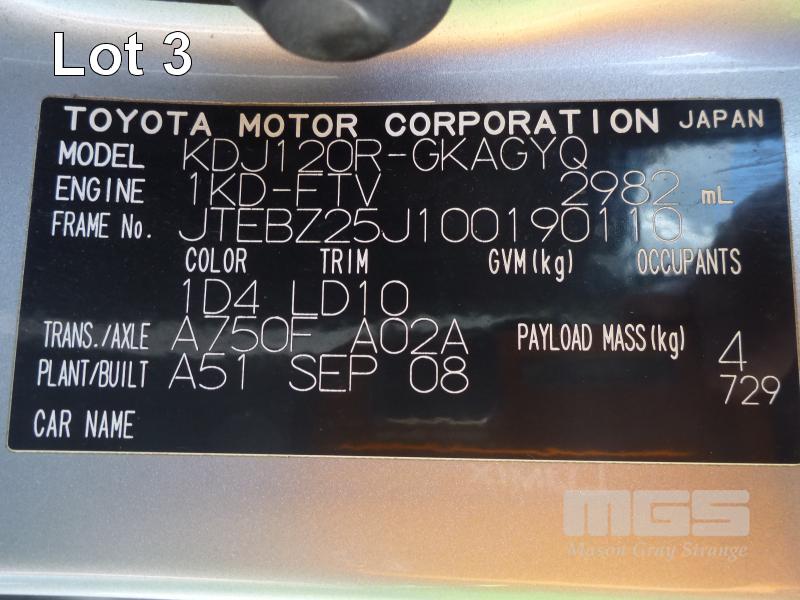 Lot 3
TOYOTA MOTOR CORPORATION JAPAN
MODEL KDJ120R-GKAGYQ
ENGINE 1KD-FTV 2982 mL
FRAME No. JTEBZ25J100190110
COLOR TRIM GVM(kg) OCCUPANTS
1D4 LD10
TRANS./AXLE A750F A02A PAYLOAD MASS(kg) 4
PLANT/BUILT A51 SEP 08 729
CAR NAME
MGS
Mason Gray Strange